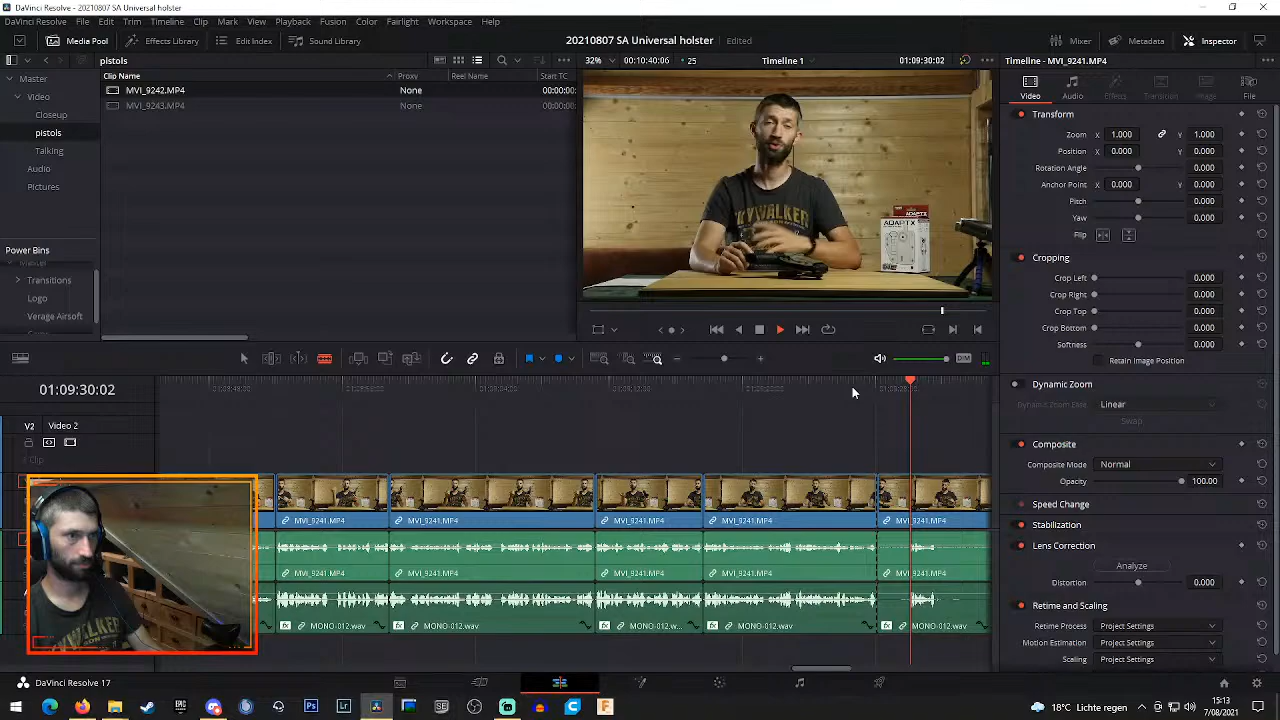 DaVinci Resolve - 20210807 SA Universal holster
DaVinci Resolve File Edit Trim Timeline Clip Mark View Playback Fusion Color Fairlight Workspace Help
Media Pool Effects Library Edit Index Sound Library 20210807 SA Universal holster Edited Mixer Metadata Inspector
pistols 32% 00:10:40:06 25 Timeline 1 01:09:30:02 Timeline - MVI_9241.MP4
Master Clip Name Proxy Reel Name Start TC
Video MVI_9242.MP4 None 00:00:00:
Closeup MVI_9243.MP4 None 00:00:00:
pistols
Talking
Audio
Pictures
Power Bins
Transitions
Logo
Verage Airsoft
SKYWALKER
ADAPTX
Video Audio Effects Transition Image File
Transform
Zoom X 1.000 Y 1.000
Position X 0.000 Y 0.000
Rotation Angle 0.000
Anchor Point X 0.000 Y 0.000
Pitch 0.000
Yaw 0.000
Flip
Cropping
Crop Left 0.000
Crop Right 0.000
Crop Top 0.000
Crop Bottom 0.000
Softness 0.000
Retain Image Position
Dynamic Zoom
Dynamic Zoom Ease Linear
Swap
Composite
Composite Mode Normal
Opacity 100.00
Speed Change
Stabilization
Lens Correction
Analyze
Distortion 0.000
Retime and Scaling
Retime Process Project Settings
Motion Estimation Project Settings
Scaling Project Settings
DIM
01:09:30:02
V2 Video 2
Clip
MVI_9241.MP4 MVI_9241.MP4 MVI_9241.MP4 MVI_9241.MP4 MVI_9241.MP4
MVI_9241.MP4 MVI_9241.MP4 MVI_9241.MP4 MVI_9241.MP4 MVI_9241.MP4
MONO-012.wav MONO-012.wav MONO-012.w... MONO-012.wav MONO-012.wav
DaVinci Resolve 17
18°C Lichte regel... 15:13
7/08/2021